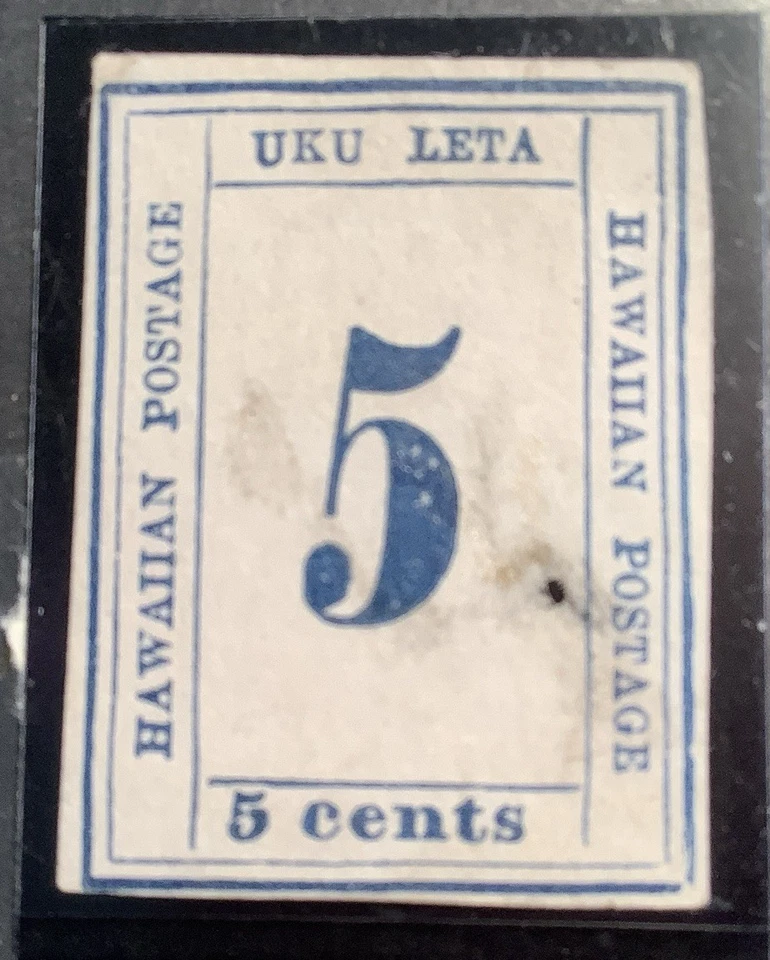 UKU LETA
HAWAIIAN POSTAGE
5
HAWAIIAN POSTAGE
5 cents